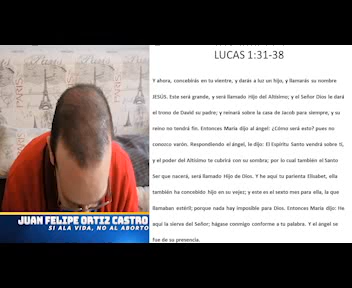 LUCAS 1:31-38
Y ahora, concebirás en tu vientre, y darás a luz un hijo, y llamarás su nombre
JESÚS. Este será grande, y será llamado Hijo del Altísimo; y el Señor Dios le dará
el trono de David su padre; y reinará sobre la casa de Jacob para siempre, y su
reino no tendrá fin. Entonces María dijo al ángel: ¿Cómo será esto? pues no
conozco varón. Respondiendo el ángel, le dijo: El Espíritu Santo vendrá sobre ti,
y el poder del Altísimo te cubrirá con su sombra; por lo cual también el Santo
Ser que nacerá, será llamado Hijo de Dios. Y he aquí tu parienta Elisabet, ella
también ha concebido hijo en su vejez; y este es el sexto mes para ella, la que
llamaban estéril; porque nada hay imposible para Dios. Entonces María dijo: He
aquí la sierva del Señor; hágase conmigo conforme a tu palabra. Y el ángel se
fue de su presencia.
PARIS
JUAN FELIPE ORTIZ CASTRO
SI ALA VIDA, NO AL ABORTO